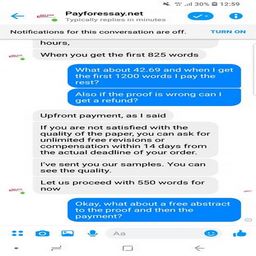 30% 12:59
Payforessay.net
Typically replies in minutes
Notifications for this conversation are off. TURN ON
hours,
When you get the first 825 words
What about 42.69 and when I get
the first 1200 words I pay the
rest?
Also if the proof is wrong can I
get a refund?
Upfront payment, as I said
If you are not satisfied with the
quality of the paper, you can ask for
unlimited free revisions or
compensation within 14 days from
the actual deadline of your order.
I've sent you our samples. You can
see the quality.
Let us proceed with 550 words for
now
Okay, what about a free abstract
to the proof and then the
payment?
Aa